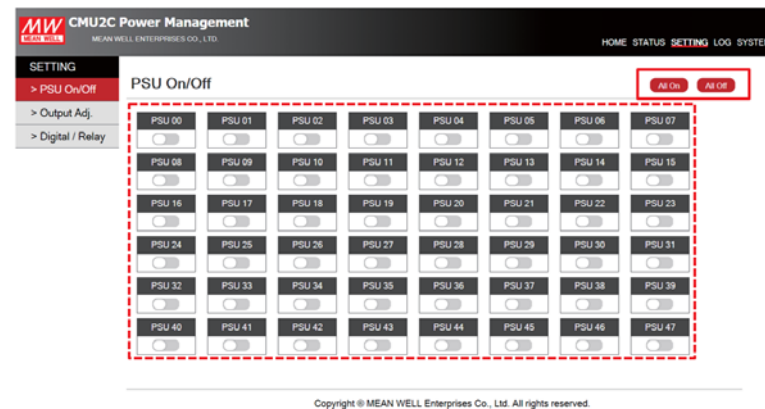 MW
MEAN WELL
CMU2C Power Management
MEAN WELL ENTERPRISES CO., LTD.
HOME STATUS SETTING LOG SYSTEM
SETTING
> PSU On/Off
> Output Adj.
> Digital / Relay
PSU On/Off
All On All Off
PSU 00 PSU 01 PSU 02 PSU 03 PSU 04 PSU 05 PSU 06 PSU 07
PSU 08 PSU 09 PSU 10 PSU 11 PSU 12 PSU 13 PSU 14 PSU 15
PSU 16 PSU 17 PSU 18 PSU 19 PSU 20 PSU 21 PSU 22 PSU 23
PSU 24 PSU 25 PSU 26 PSU 27 PSU 28 PSU 29 PSU 30 PSU 31
PSU 32 PSU 33 PSU 34 PSU 35 PSU 36 PSU 37 PSU 38 PSU 39
PSU 40 PSU 41 PSU 42 PSU 43 PSU 44 PSU 45 PSU 46 PSU 47
Copyright © MEAN WELL Enterprises Co., Ltd. All rights reserved.